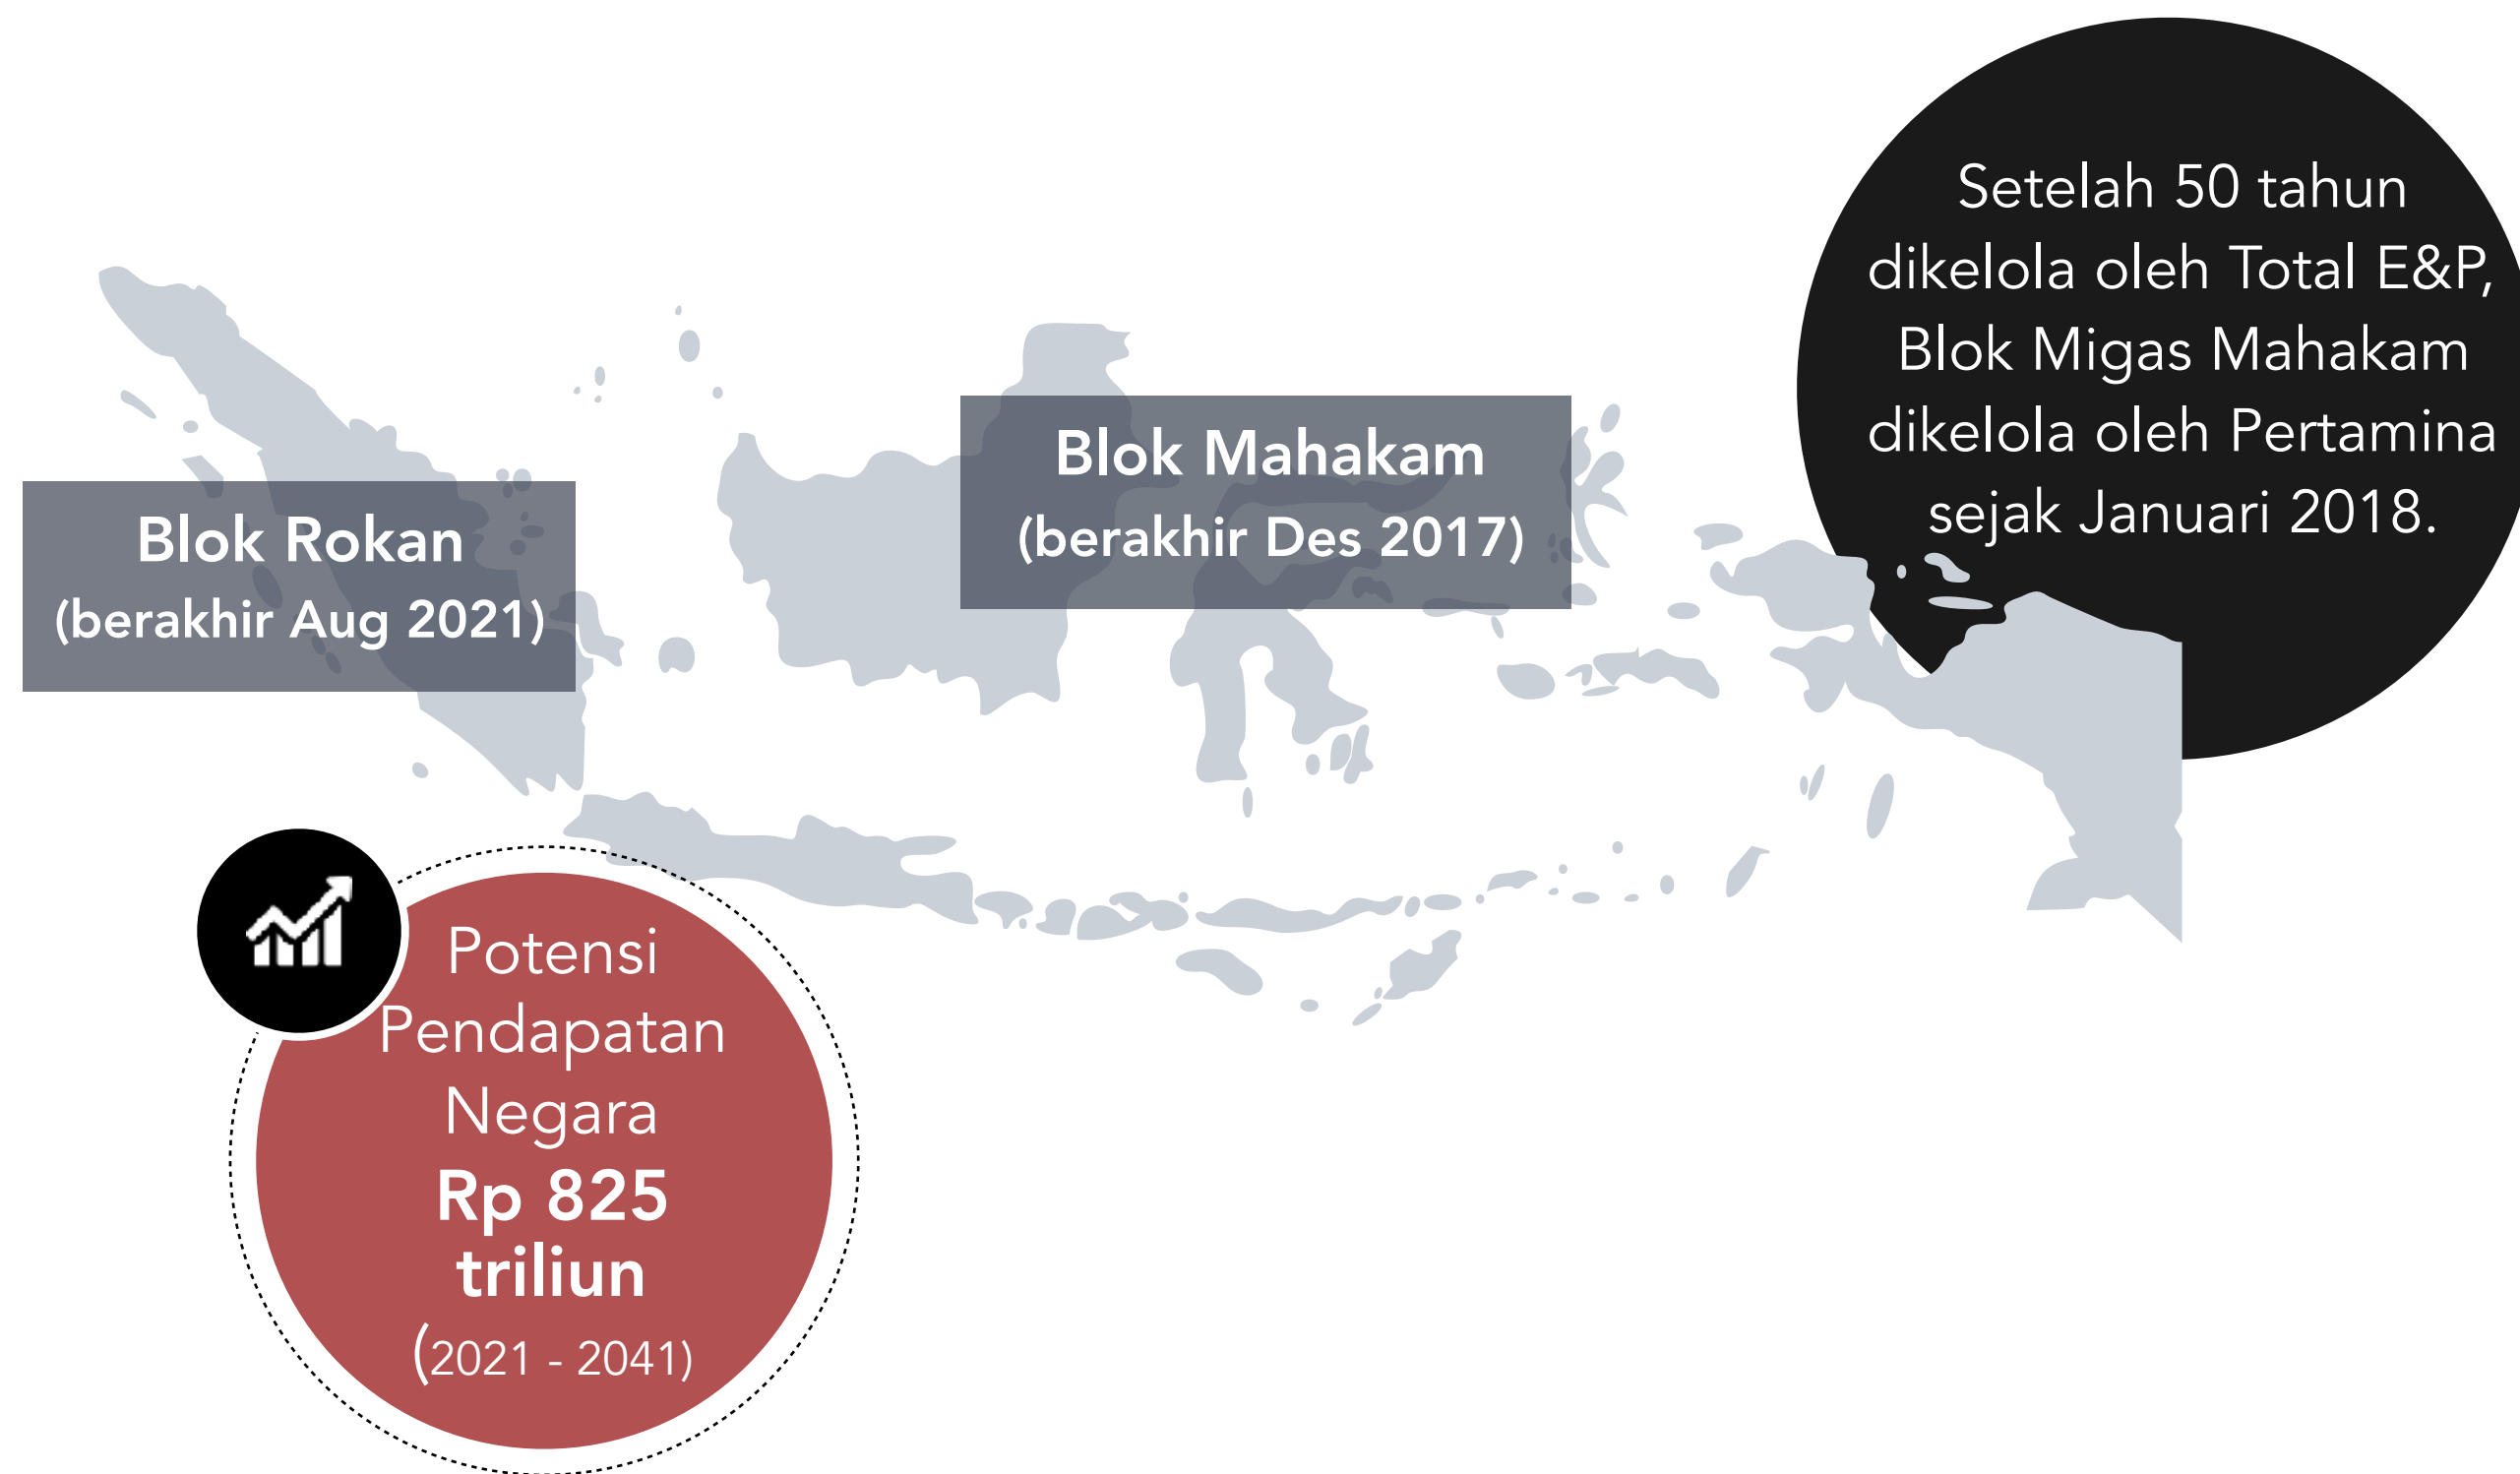 Setelah 50 tahun
dikelola oleh Total E&P,
Blok Migas Mahakam
dikelola oleh Pertamina
sejak Januari 2018.
Blok Mahakam
(berakhir Des 2017)
Blok Rokan
(berakhir Aug 2021)
Potensi
Pendapatan
Negara
Rp 825
triliun
(2021 - 2041)